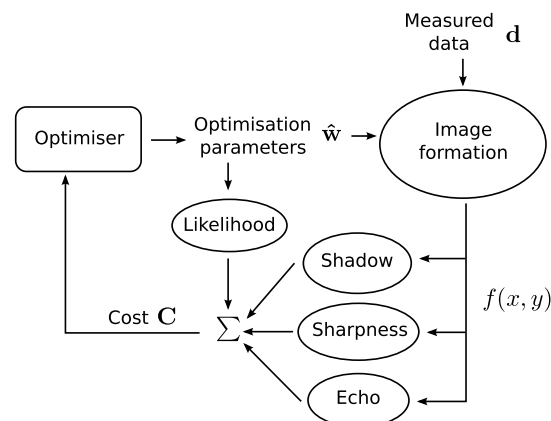 Measured
data d
Optimiser
Optimisation
parameters ŵ
Image
formation
Likelihood
Shadow
f(x, y)
Cost C
∑
Sharpness
Echo